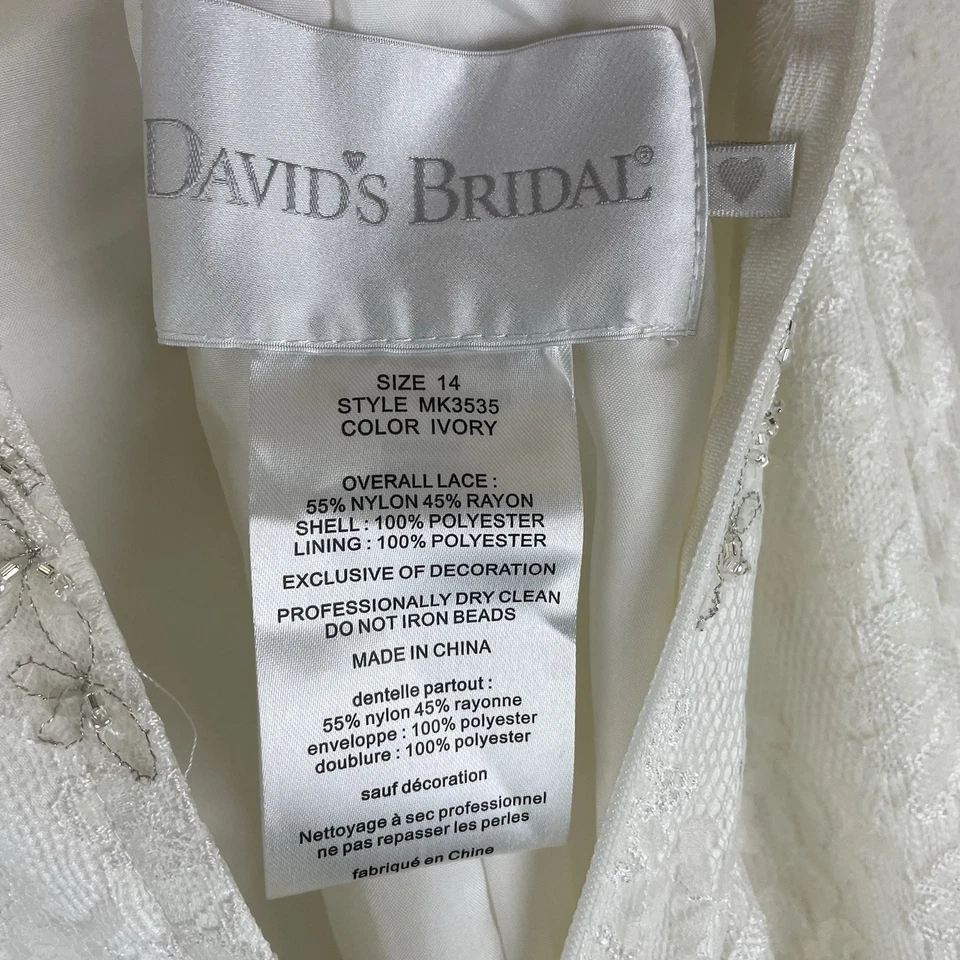 DAVID'S BRIDAL®
SIZE 14
STYLE MK3535
COLOR IVORY
OVERALL LACE :
55% NYLON 45% RAYON
SHELL : 100% POLYESTER
LINING : 100% POLYESTER
EXCLUSIVE OF DECORATION
PROFESSIONALLY DRY CLEAN
DO NOT IRON BEADS
MADE IN CHINA
dentelle partout :
55% nylon 45% rayonne
enveloppe : 100% polyester
doublure : 100% polyester
sauf décoration
Nettoyage à sec professionnel
ne pas repasser les perles
fabriqué en Chine